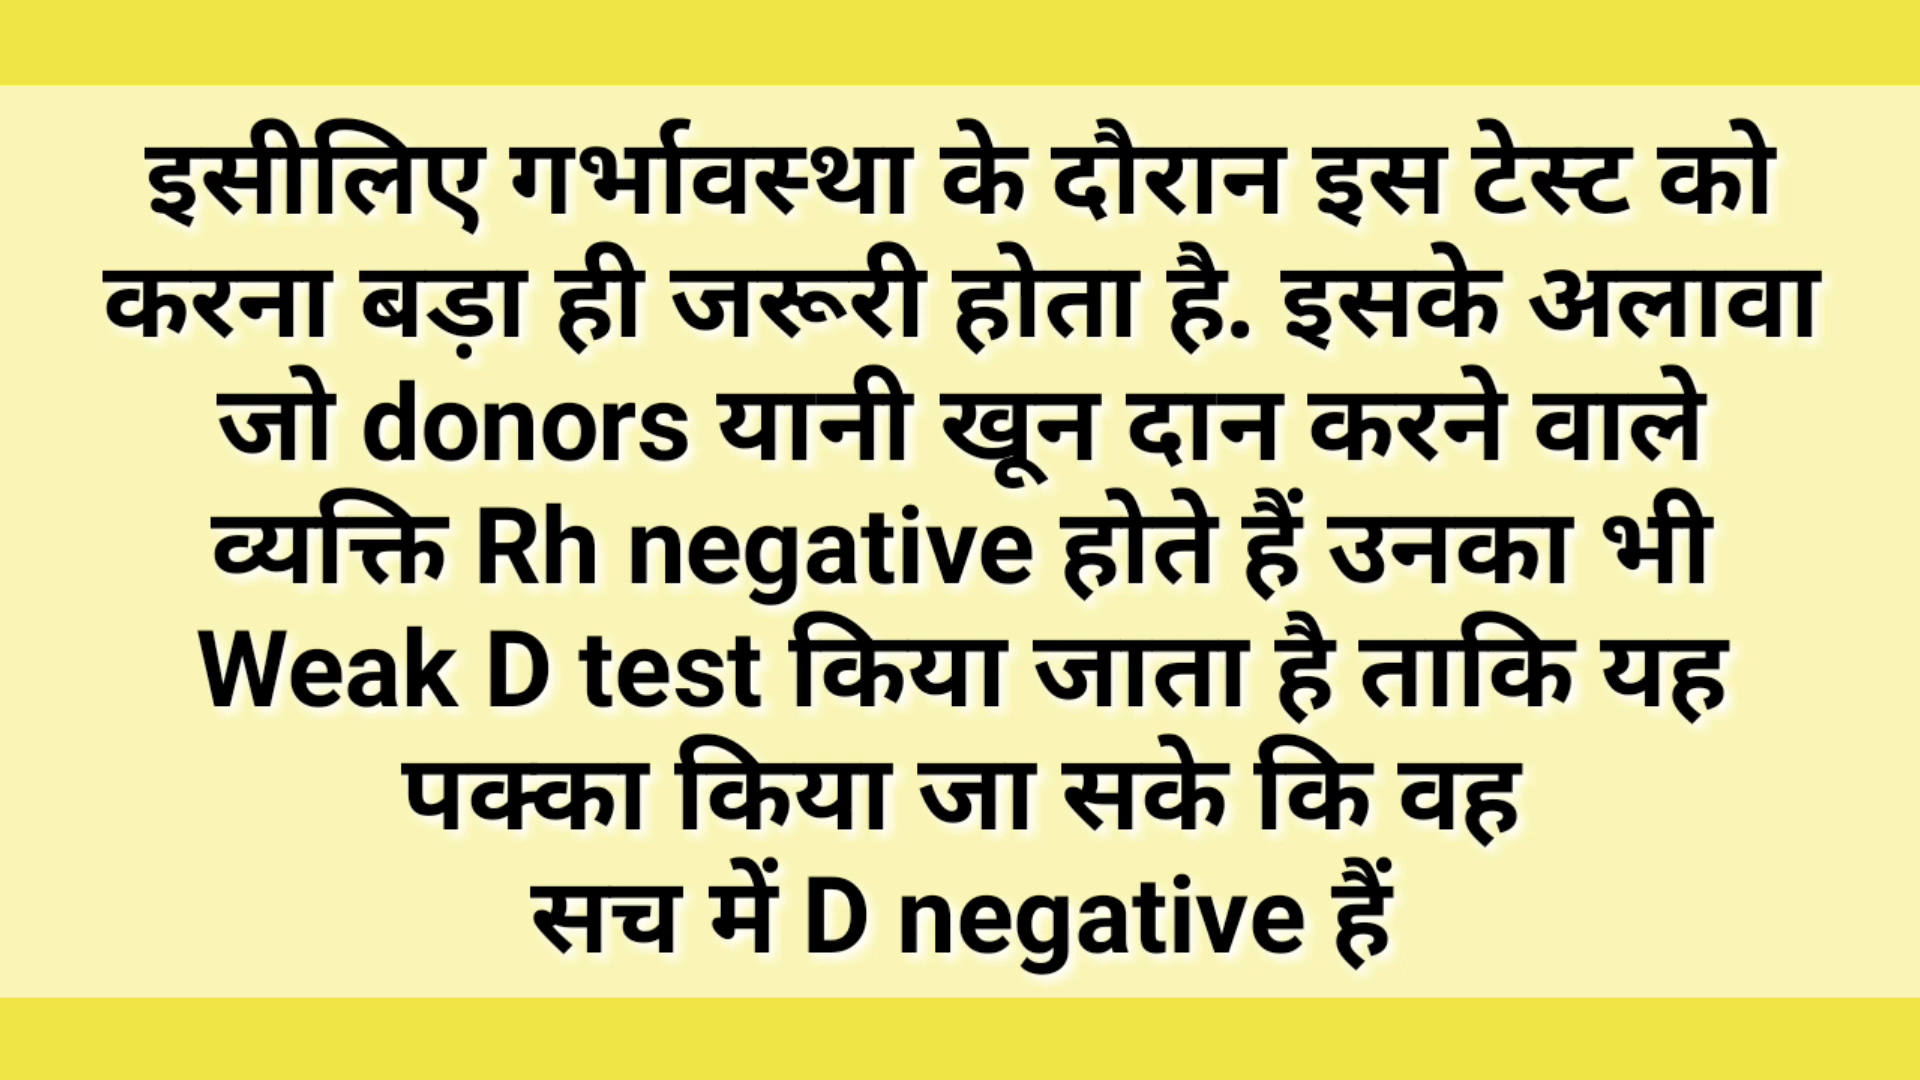 इसीलिए गर्भावस्था के दौरान इस टेस्ट को
करना बड़ा ही जरूरी होता है. इसके अलावा
जो donors यानी खून दान करने वाले
व्यक्ति Rh negative होते हैं उनका भी
Weak D test किया जाता है ताकि यह
पक्का किया जा सके कि वह
सच में D negative हैं